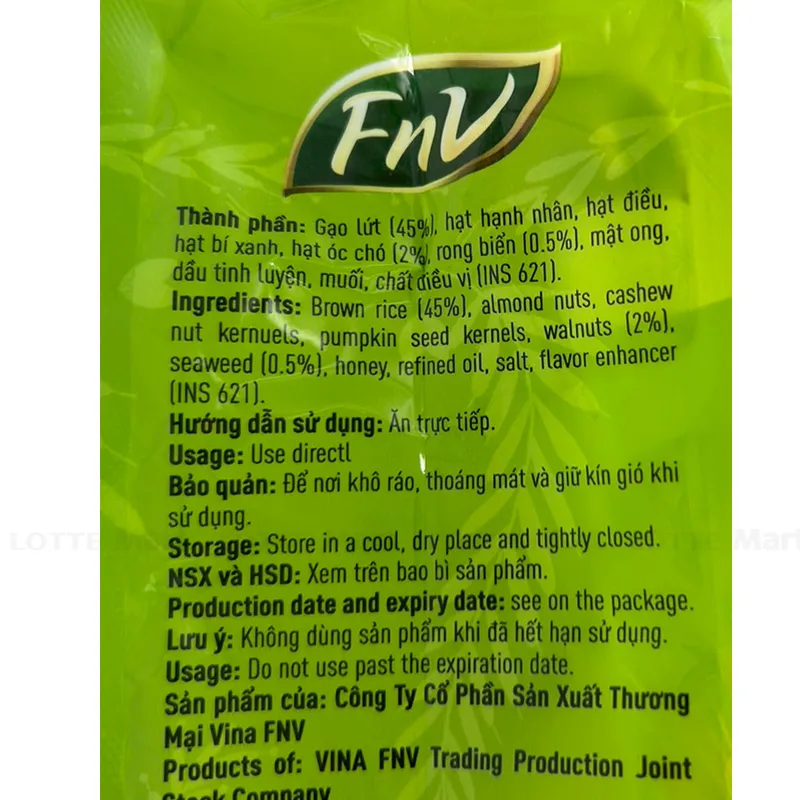 FnV
Thành phần: Gạo lứt (45%), hạt hạnh nhân, hạt điều,
hạt bí xanh, hạt óc chó (2%), rong biển (0.5%), mật ong,
dầu tinh luyện, muối, chất điều vị (INS 621).
Ingredients: Brown rice (45%), almond nuts, cashew
nut kernuels, pumpkin seed kernels, walnuts (2%),
seaweed (0.5%), honey, refined oil, salt, flavor enhancer
(INS 621).
Hướng dẫn sử dụng: Ăn trực tiếp.
Usage: Use directl
Bảo quản: Để nơi khô ráo, thoáng mát và giữ kín gió khi
sử dụng.
LOTTE Mart
Storage: Store in a cool, dry place and tightly closed.
NSX và HSD: Xem trên bao bì sản phẩm.
Production date and expiry date: see on the package.
Lưu ý: Không dùng sản phẩm khi đã hết hạn sử dụng.
Usage: Do not use past the expiration date.
Sản phẩm của: Công Ty Cổ Phần Sản Xuất Thương
Mại Vina FNV
Products of: VINA FNV Trading Production Joint
Stock Company